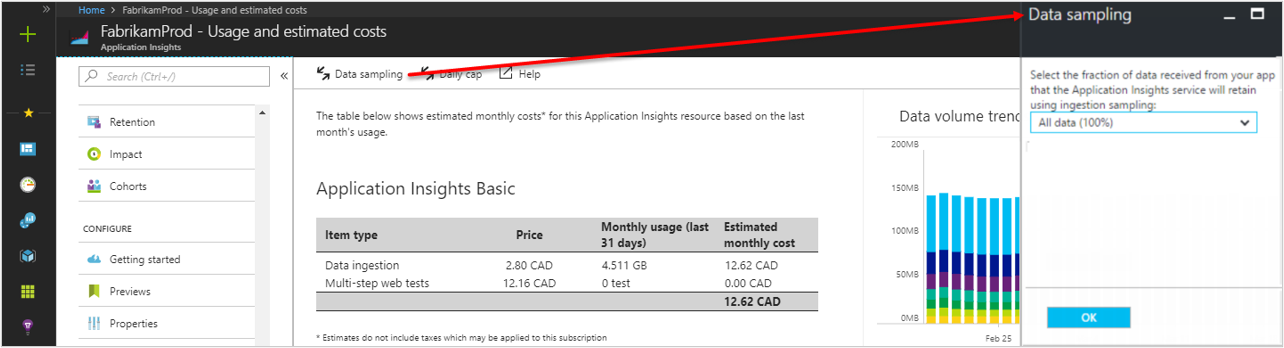 Home > FabrikamProd - Usage and estimated costs
FabrikamProd - Usage and estimated costs
Application Insights
Search (Ctrl+/)
Retention
Impact
Cohorts
CONFIGURE
Getting started
Previews
Properties
Data sampling
Daily cap
Help
The table below shows estimated monthly costs* for this Application Insights resource based on the last
month's usage.
Application Insights Basic
Item type Price Monthly usage (last 31 days) Estimated monthly cost
Data ingestion 2.80 CAD 4.511 GB 12.62 CAD
Multi-step web tests 12.16 CAD 0 test 0.00 CAD
12.62 CAD
* Estimates do not include taxes which may be applied to this subscription
Data volume trenc
200MB
150MB
100MB
50MB
0MB
Feb 25
Data sampling
Select the fraction of data received from your app
that the Application Insights service will retain
using ingestion sampling:
All data (100%)
OK